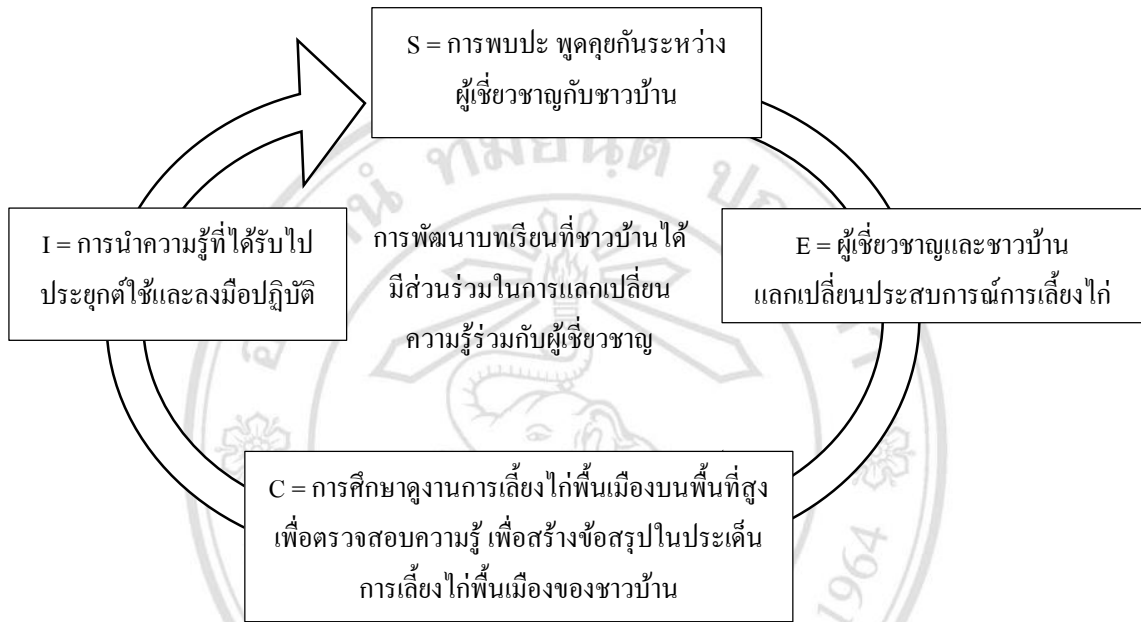 S = การพบปะ พูดคุยกันระหว่าง
ผู้เชี่ยวชาญกับชาวบ้าน
I = การนำความรู้ที่ได้รับไป
ประยุกต์ใช้และลงมือปฏิบัติ
การพัฒนาบทเรียนที่ชาวบ้านได้
มีส่วนร่วมในการแลกเปลี่ยน
ความรู้ร่วมกับผู้เชี่ยวชาญ
E = ผู้เชี่ยวชาญและชาวบ้าน
แลกเปลี่ยนประสบการณ์การเลี้ยงไก่
C = การศึกษาดูงานการเลี้ยงไก่พื้นเมืองบนพื้นที่สูง
เพื่อตรวจสอบความรู้ เพื่อสร้างข้อสรุปในประเด็น
การเลี้ยงไก่พื้นเมืองของชาวบ้าน
1964